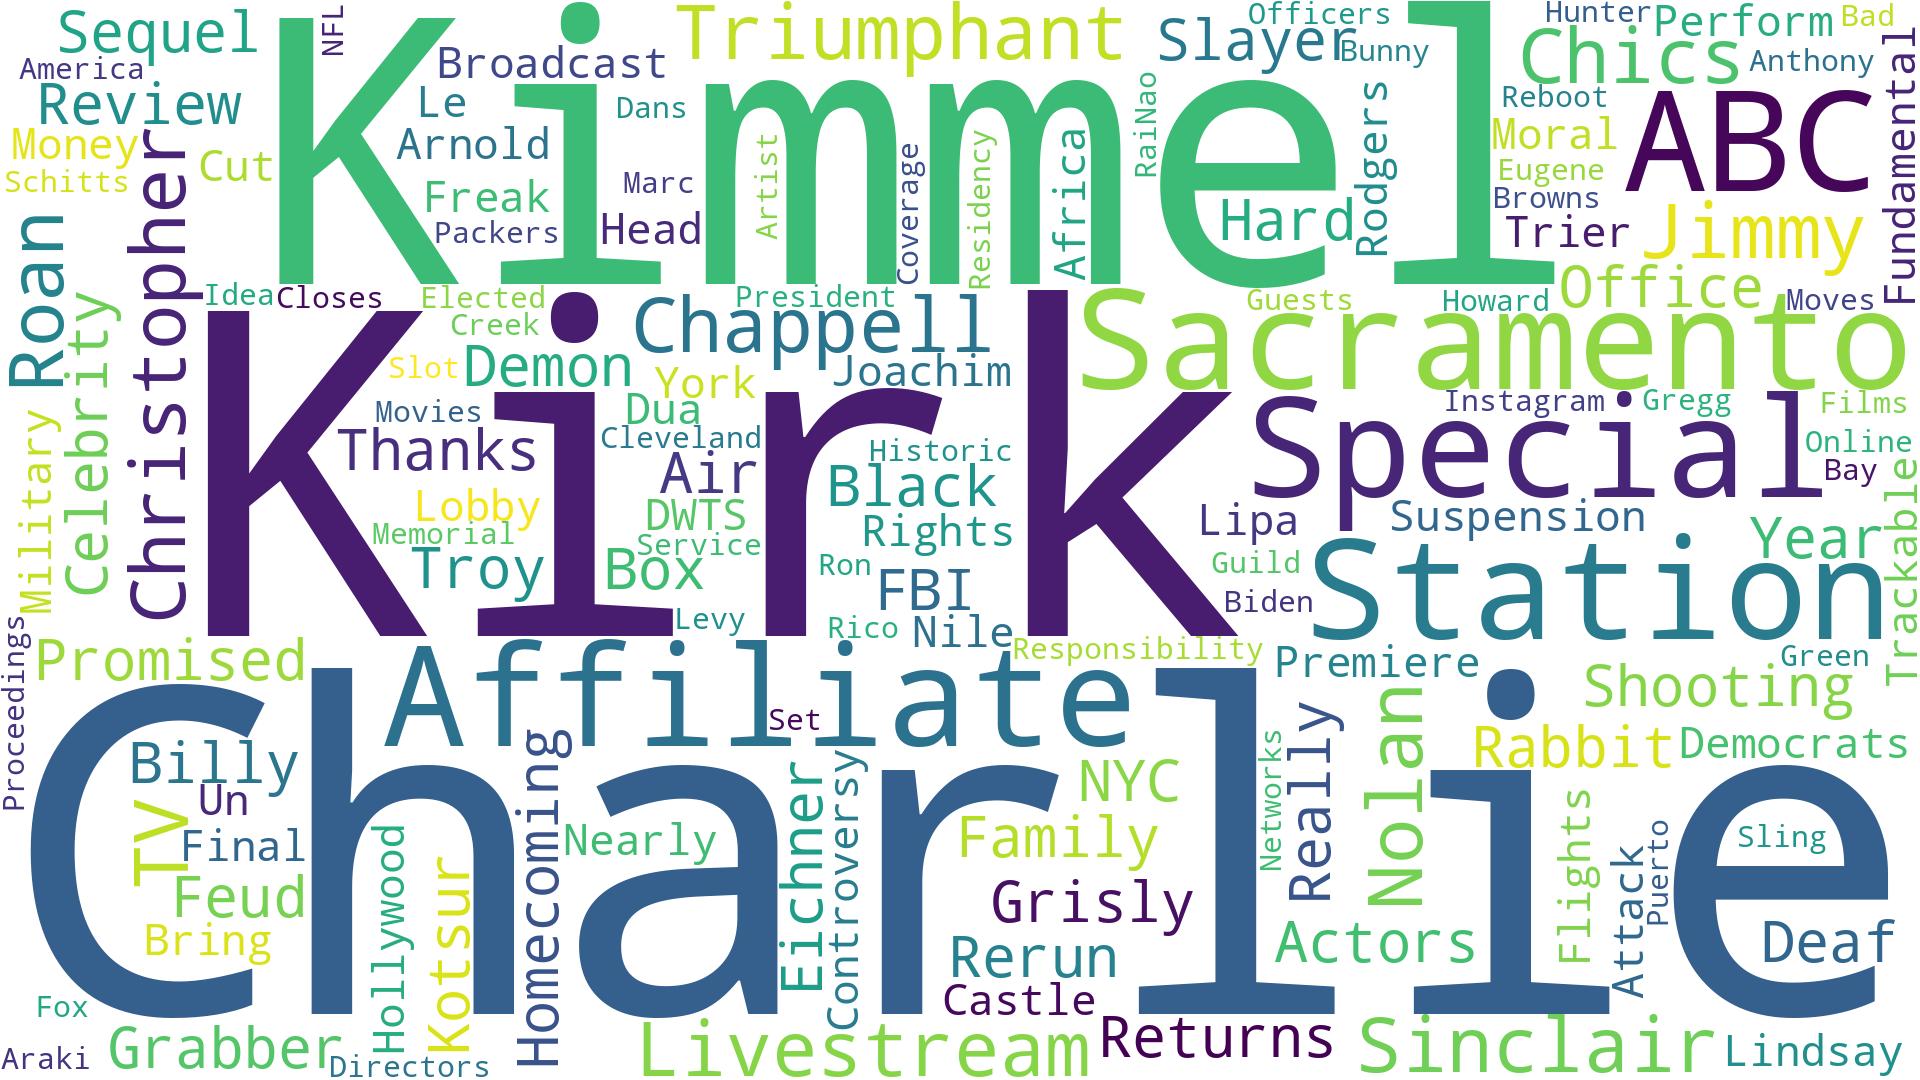 Kimmel
Kirk
Charlie
Sequel
NFL
America
Review
Money
Schitts
Cut
Christopher
Roan
Celebrity
Military
Broadcast
Le
Arnold
Freak
Packers
Dans
Marc
Head
Triumphant
Artist
Coverage
Residency
Africa
RaiNao
Slayer
Officers
Bunny
Rodgers
Hard
Hunter
Perform
Bad
Chics
Anthony
Reboot
Moral
Eugene
Browns
Trier
ABC
Jimmy
Fundamental
Office
Moves
Howard
Guests
Idea
Closes
Elected
Creek
President
Chappell
Sacramento
Slot
Demon
York
Joachim
Movies
Dua
Thanks
Cleveland
Air
Historic
Black
Special
Instagram
Gregg
Films
Online
Bay
Lobby
Memorial
DWTS
Service
Rights
Troy
Box
Ron
FBI
Lipa
Suspension
Guild
Biden
Station
Year
Trackable
Levy
Rico
Nile
Responsibility
Premiere
Green
Proceedings
Promised
Affiliate
Set
Shooting
Billy
Un
TV
Final
Feud
Bring
Hollywood
Kotsur
Homecoming
Nearly
Eichner
Controversy
NYC
Family
Grisly
Rerun
Castle
Networks
Really
Nolan
Rabbit
Democrats
Actors
Flights
Attack
Puerto
Sling
Deaf
Fox
Araki
Grabber
Directors
Livestream
Returns
Sinclair
Lindsay